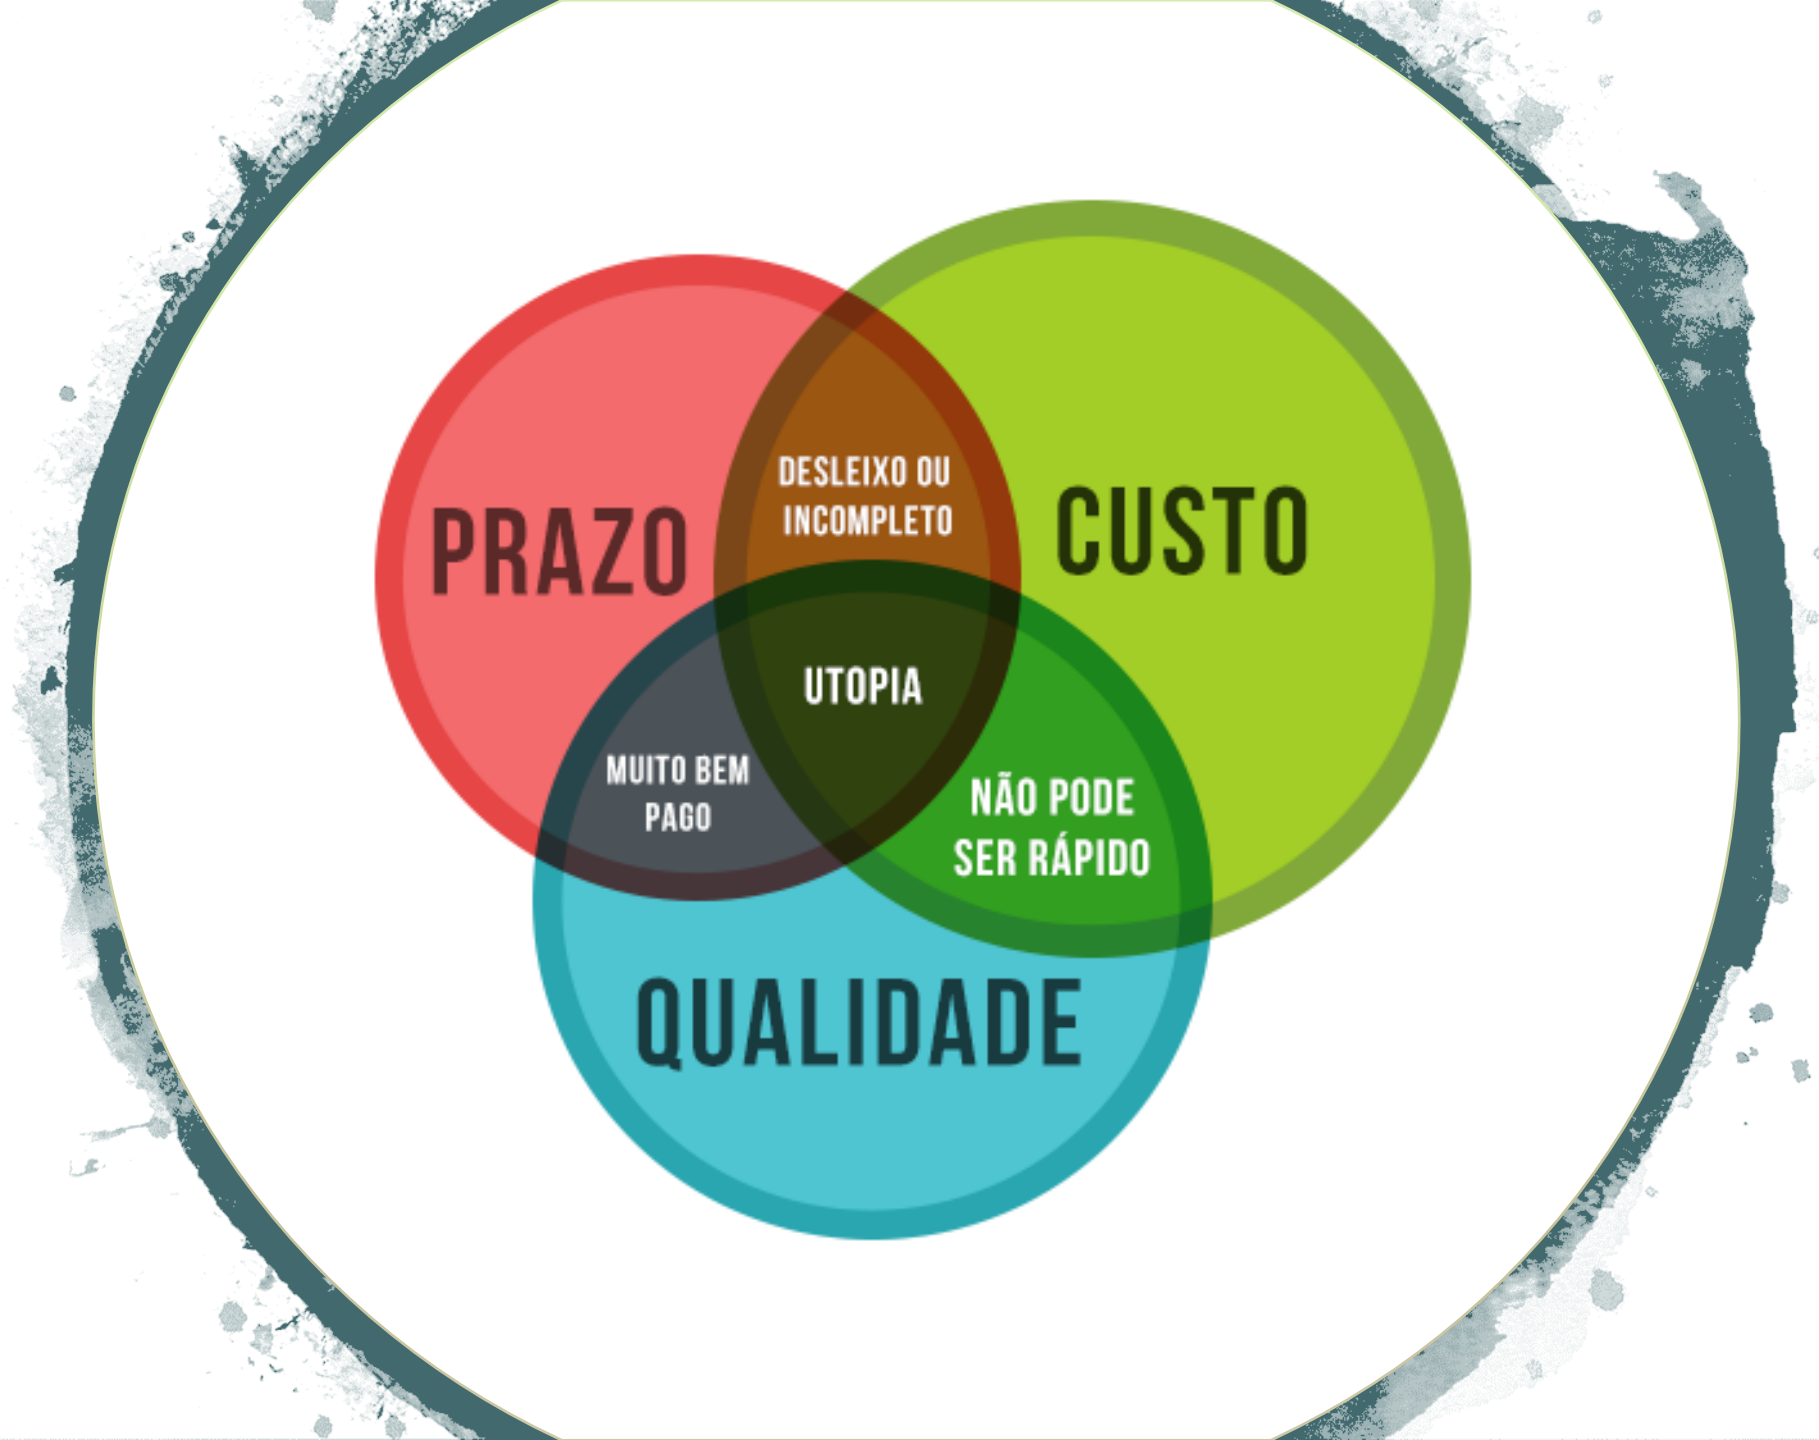 PRAZO
CUSTO
DESLEIXO OU
INCOMPLETO
UTOPIA
MUITO BEM
PAGO
NÃO PODE
SER RÁPIDO
QUALIDADE